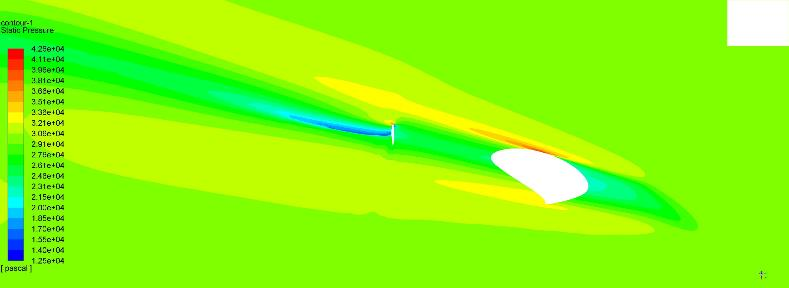 contour-1
Static Pressure
4.26e+04
4.11e+04
3.96e+04
3.81e+04
3.66e+04
3.51e+04
3.36e+04
3.21e+04
3.06e+04
2.91e+04
2.76e+04
2.61e+04
2.46e+04
2.31e+04
2.15e+04
2.00e+04
1.85e+04
1.70e+04
1.55e+04
1.40e+04
1.25e+04
[ pascal ]